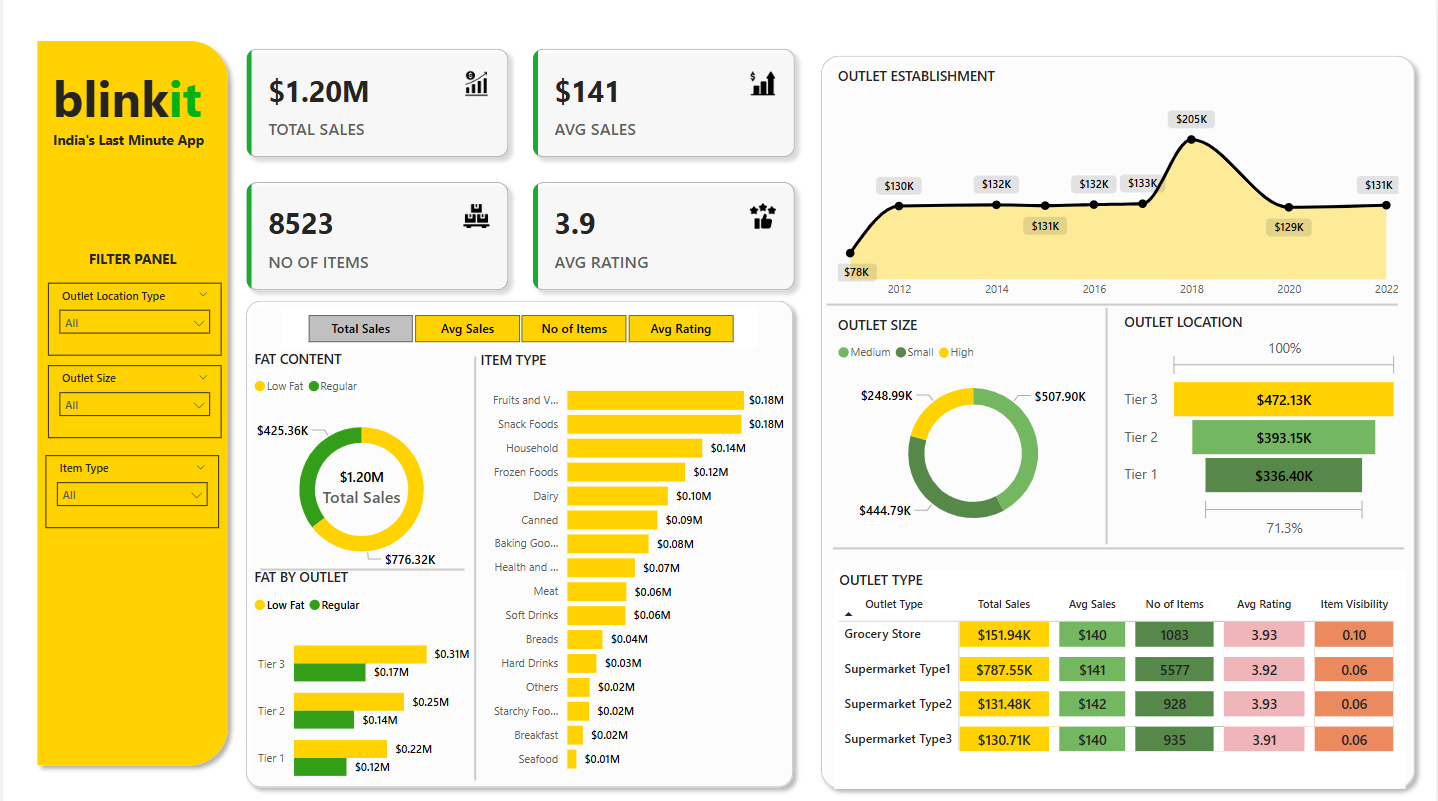 blinkit
India's Last Minute App
FILTER PANEL
Outlet Location Type
All
Outlet Size
All
Item Type
All
$1.20M
TOTAL SALES
$141
AVG SALES
8523
NO OF ITEMS
3.9
AVG RATING
Total Sales Avg Sales No of Items Avg Rating
FAT CONTENT
Low Fat Regular
$425.36K
$1.20M
Total Sales
$776.32K
FAT BY OUTLET
Low Fat Regular
Tier 3 $0.31M
$0.17M
Tier 2 $0.25M
$0.14M
Tier 1 $0.22M
$0.12M
ITEM TYPE
Fruits and V... $0.18M
Snack Foods $0.18M
Household $0.14M
Frozen Foods $0.12M
Dairy $0.10M
Canned $0.09M
Baking Goo... $0.08M
Health and ... $0.07M
Meat $0.06M
Soft Drinks $0.06M
Breads $0.04M
Hard Drinks $0.03M
Others $0.02M
Starchy Foo... $0.02M
Breakfast $0.02M
Seafood $0.01M
OUTLET ESTABLISHMENT
$78K
$130K
$132K
$131K
$132K
$133K
$205K
$129K
$131K
2012 2014 2016 2018 2020 2022
OUTLET SIZE
Medium Small High
$248.99K
$507.90K
$444.79K
OUTLET LOCATION
100%
Tier 3 $472.13K
Tier 2 $393.15K
Tier 1 $336.40K
71.3%
OUTLET TYPE
Outlet Type Total Sales Avg Sales No of Items Avg Rating Item Visibility
Grocery Store $151.94K $140 1083 3.93 0.10
Supermarket Type1 $787.55K $141 5577 3.92 0.06
Supermarket Type2 $131.48K $142 928 3.93 0.06
Supermarket Type3 $130.71K $140 935 3.91 0.06